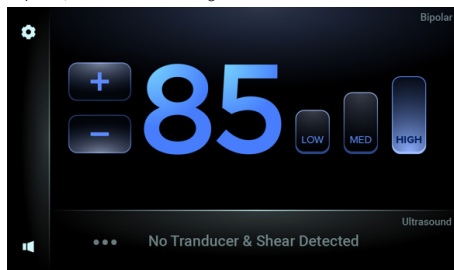 Bipolar
+
85
−
LOW
MED
HIGH
Ultrasound
No Tranducer & Shear Detected